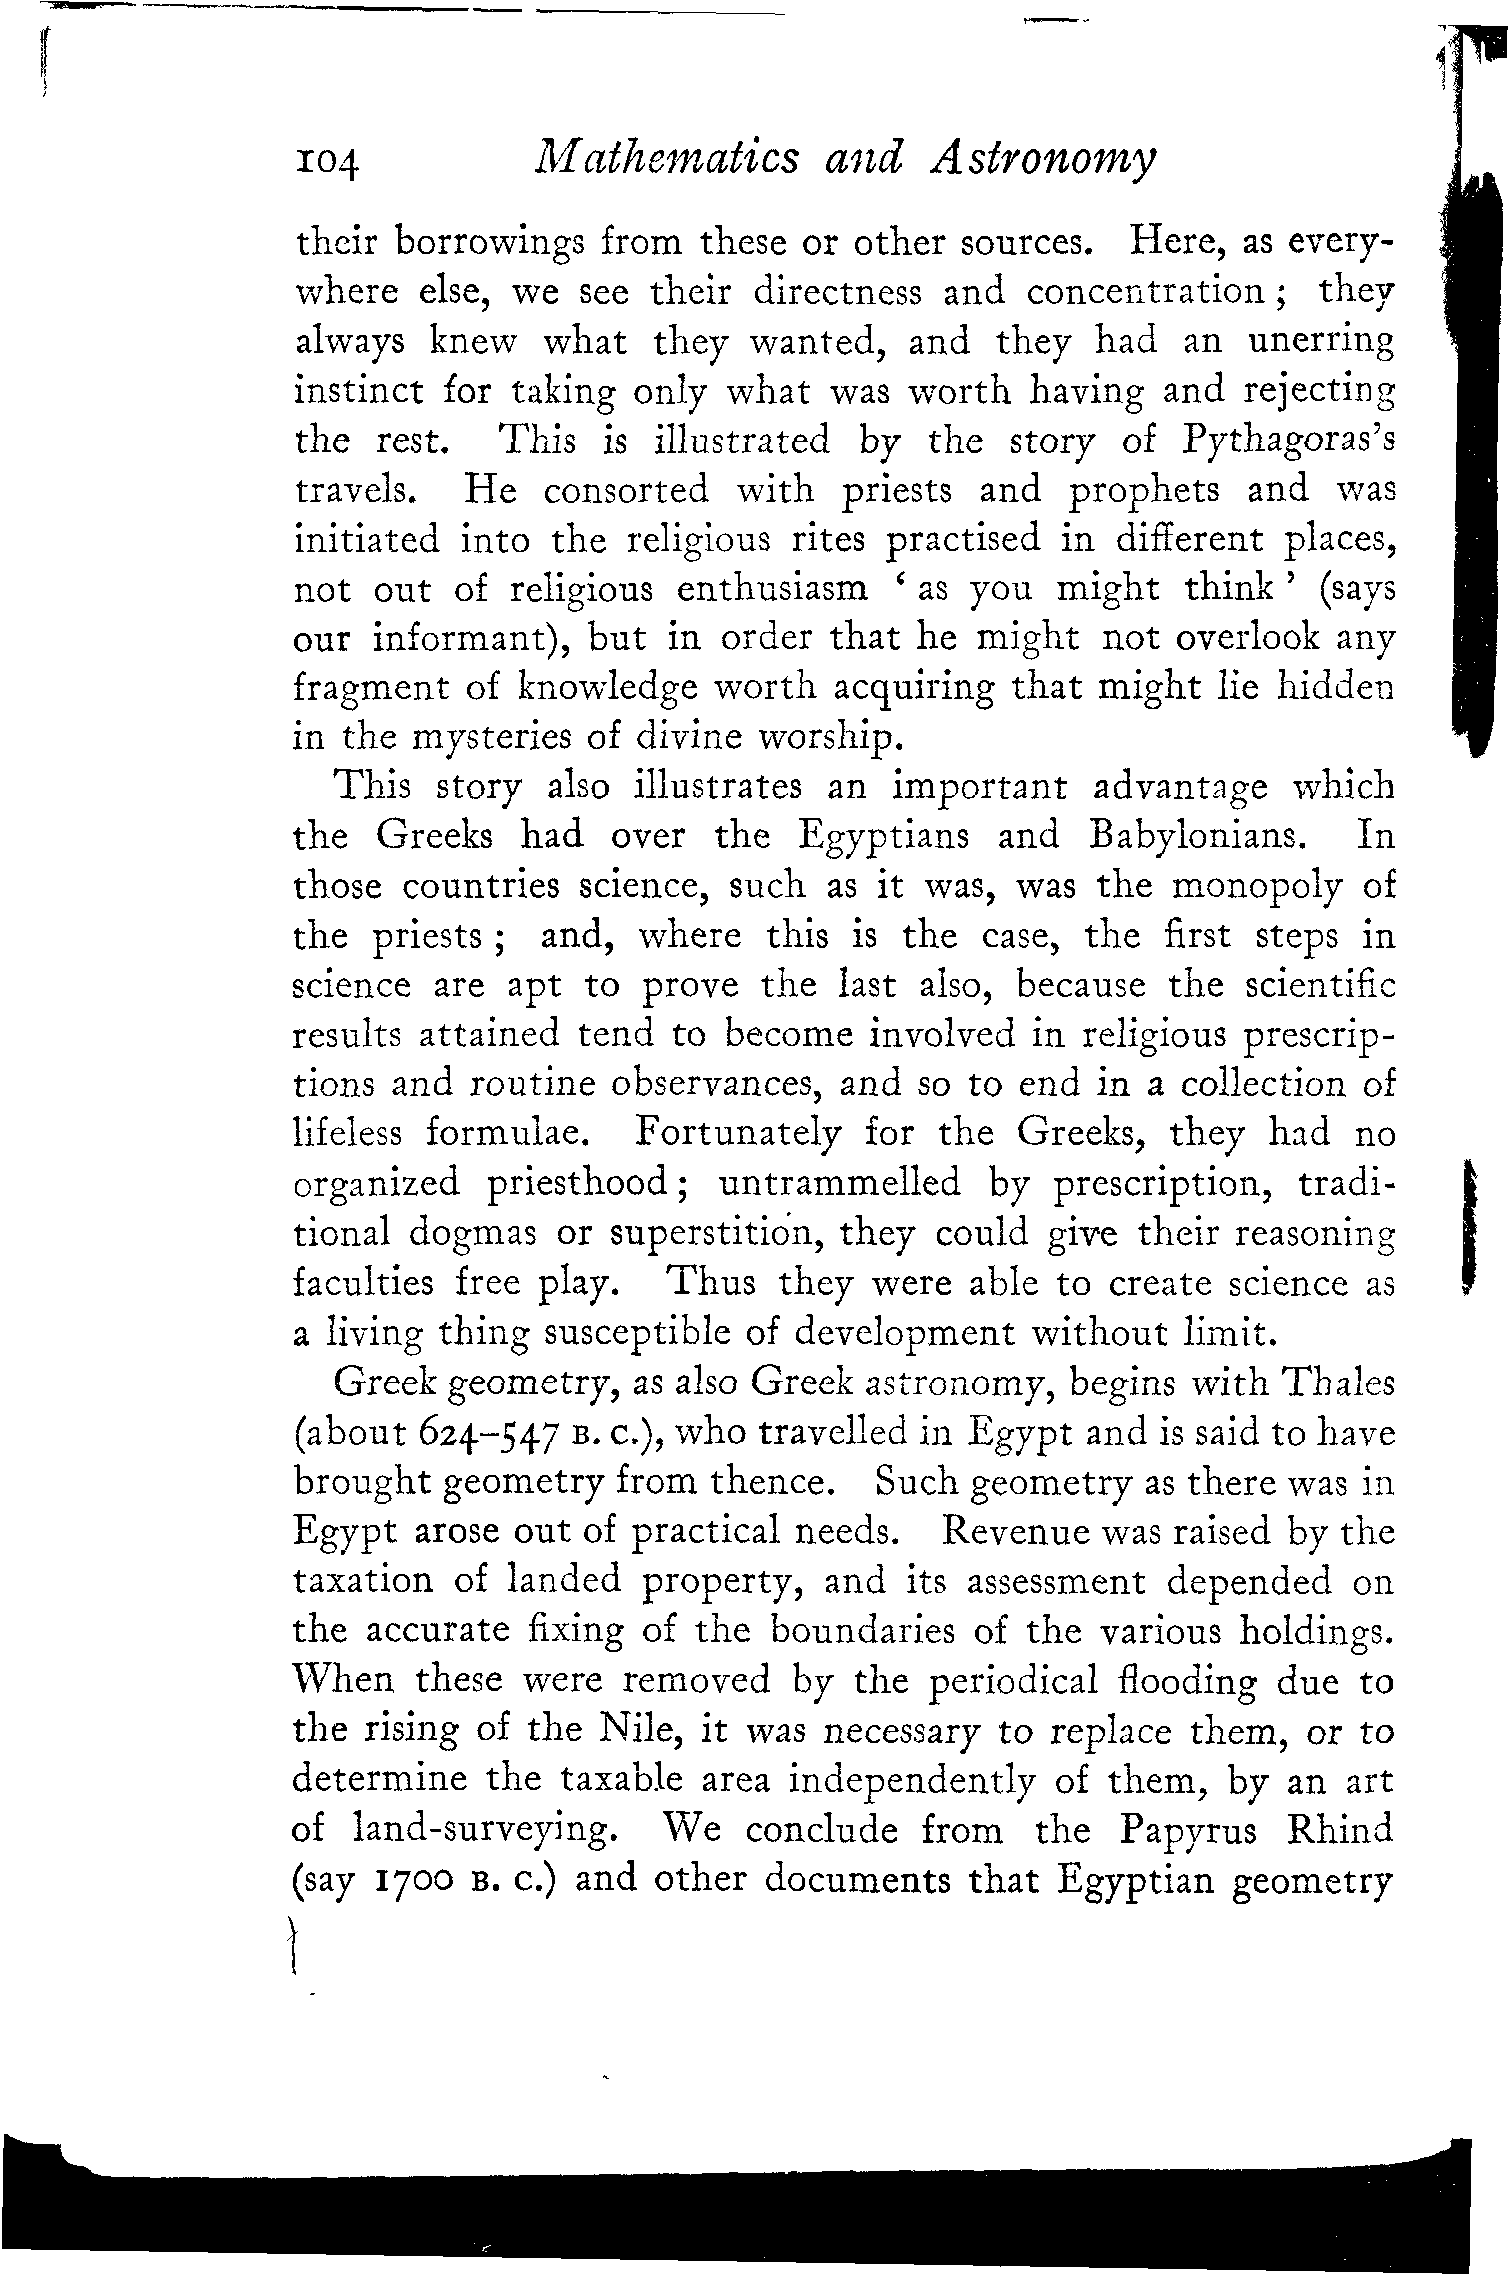 104 Mathematics and Astronomy
their borrowings from these or other sources. Here, as every-
where else, we see their directness and concentration ; they
always knew what they wanted, and they had an unerring
instinct for taking only what was worth having and rejecting
the rest. This is illustrated by the story of Pythagoras's
travels. He consorted with priests and prophets and was
initiated into the religious rites practised in different places,
not out of religious enthusiasm ‘ as you might think ’ (says
our informant), but in order that he might not overlook any
fragment of knowledge worth acquiring that might lie hidden
in the mysteries of divine worship.
This story also illustrates an important advantage which
the Greeks had over the Egyptians and Babylonians. In
those countries science, such as it was, was the monopoly of
the priests ; and, where this is the case, the first steps in
science are apt to prove the last also, because the scientific
results attained tend to become involved in religious prescrip-
tions and routine observances, and so to end in a collection of
lifeless formulae. Fortunately for the Greeks, they had no
organized priesthood ; untrammelled by prescription, tradi-
tional dogmas or superstition, they could give their reasoning
faculties free play. Thus they were able to create science as
a living thing susceptible of development without limit.
Greek geometry, as also Greek astronomy, begins with Thales
(about 624–547 B. C.), who travelled in Egypt and is said to have
brought geometry from thence. Such geometry as there was in
Egypt arose out of practical needs. Revenue was raised by the
taxation of landed property, and its assessment depended on
the accurate fixing of the boundaries of the various holdings.
When these were removed by the periodical flooding due to
the rising of the Nile, it was necessary to replace them, or to
determine the taxable area independently of them, by an art
of land-surveying. We conclude from the Papyrus Rhind
(say 1700 B. C.) and other documents that Egyptian geometry